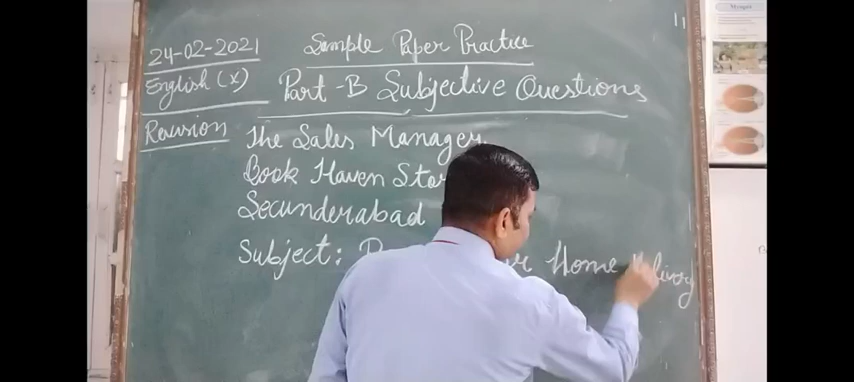 24-02-2021
Sample Paper Practice
English (X)
Part-B Subjective Questions
Revision
The Sales Manager
Book Haven
Secunderabad
Subject:
Home